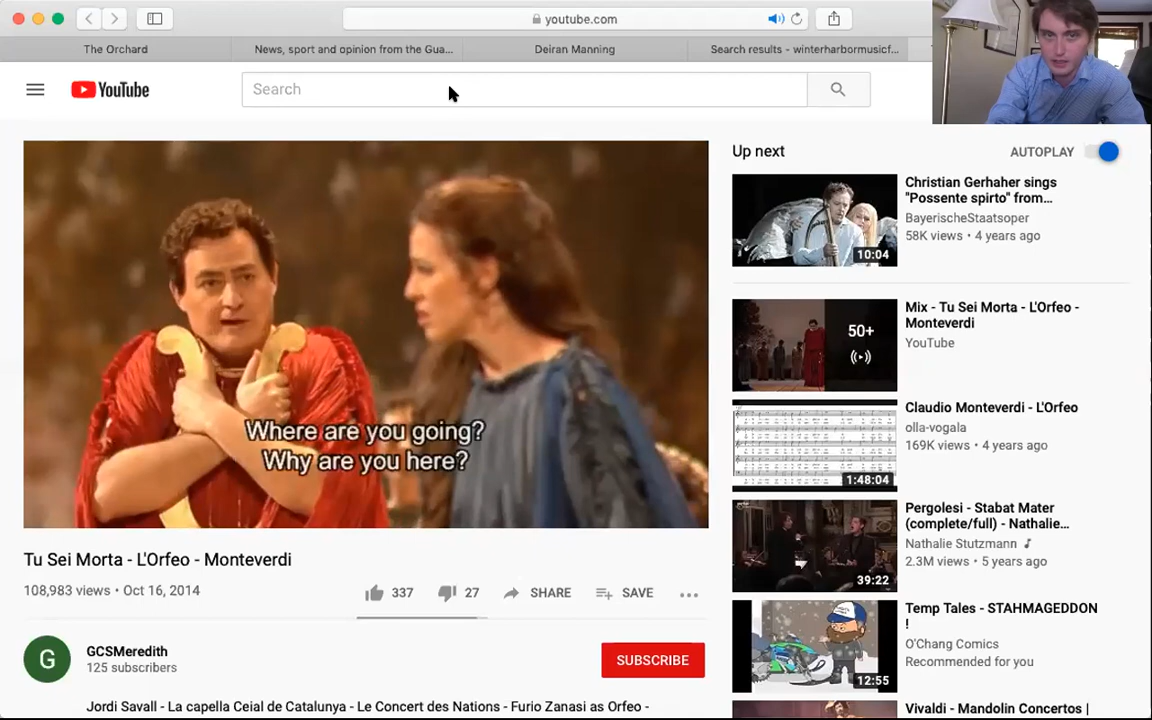 youtube.com
The Orchard
News, sport and opinion from the Gua...
Deiran Manning
Search results - winterharbormusicf...
YouTube
Search
Where are you going?
Why are you here?
Tu Sei Morta - L'Orfeo - Monteverdi
108,983 views • Oct 16, 2014
337
27
SHARE
SAVE
G
GCSMeredith
125 subscribers
SUBSCRIBE
Jordi Savall - La capella Ceial de Catalunya - Le Concert des Nations - Furio Zanasi as Orfeo -
Up next
AUTOPLAY
10:04
Christian Gerhaher sings
"Possente spirto" from...
BayerischeStaatsoper
58K views • 4 years ago
50+
Mix - Tu Sei Morta - L'Orfeo -
Monteverdi
YouTube
1:48:04
Claudio Monteverdi - L'Orfeo
olla-vogala
169K views • 4 years ago
39:22
Pergolesi - Stabat Mater
(complete/full) - Nathalie...
Nathalie Stutzmann
2.3M views • 5 years ago
12:55
Temp Tales - STAHMAGEDDON
!
O'Chang Comics
Recommended for you
Vivaldi - Mandolin Concertos |